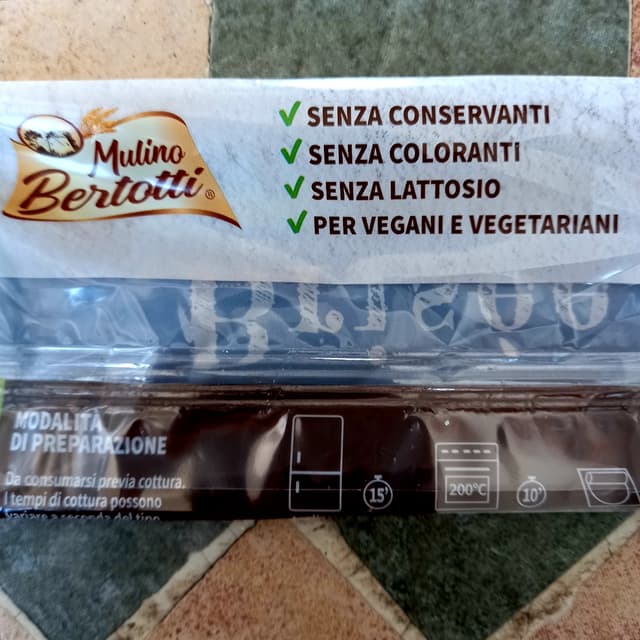 Mulino
Bertotti®
SENZA CONSERVANTI
SENZA COLORANTI
SENZA LATTOSIO
PER VEGANI E VEGETARIANI
MODALITÀ
DI PREPARAZIONE
Da consumarsi previa cottura.
I tempi di cottura possono
15'
200°C
10'